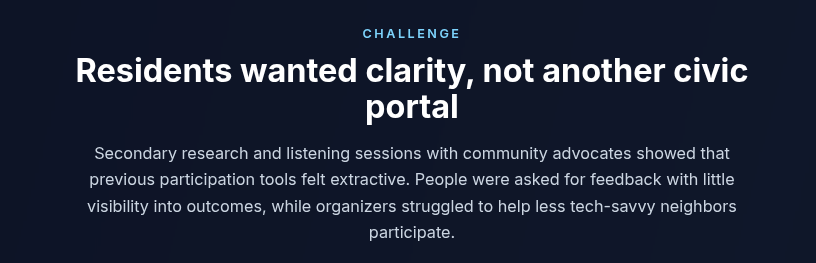 CHALLENGE
Residents wanted clarity, not another civic
portal
Secondary research and listening sessions with community advocates showed that
previous participation tools felt extractive. People were asked for feedback with little
visibility into outcomes, while organizers struggled to help less tech-savvy neighbors
participate.